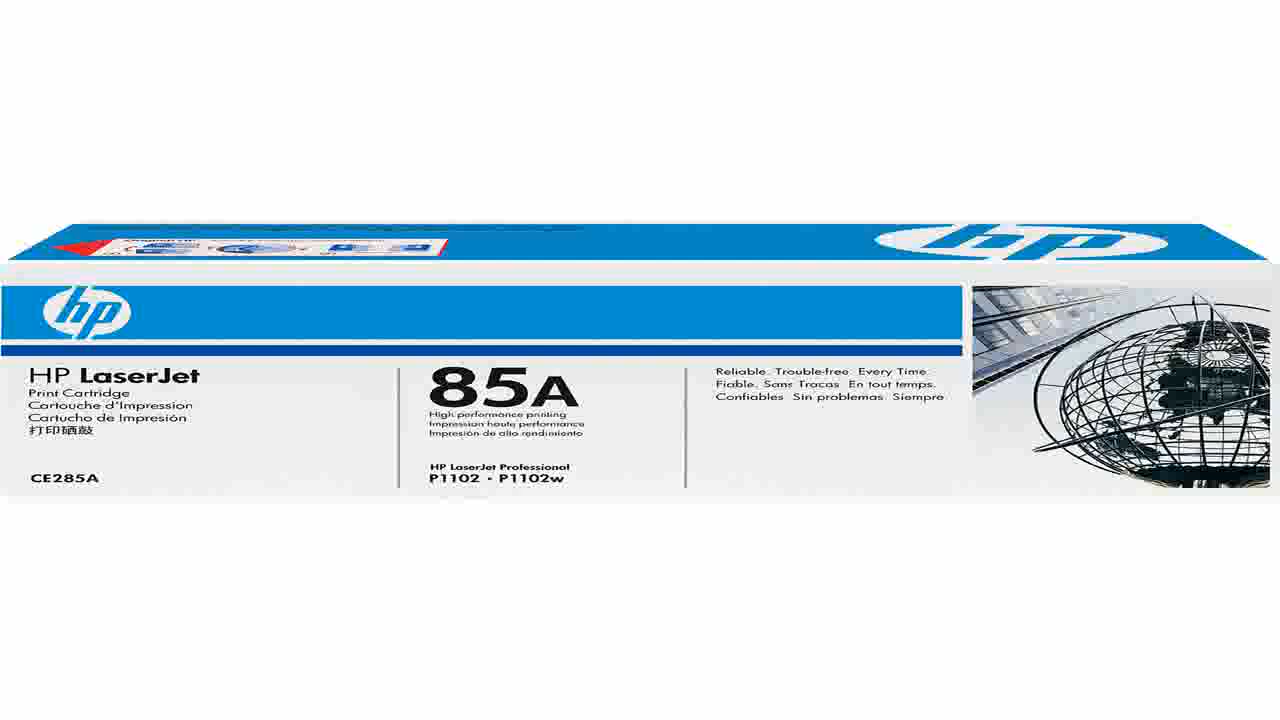 hp
hp
HP LaserJet
Print Cartridge
Cartouche d'Impression
Cartucho de Impresión
打印硒鼓
CE285A
85A
High performance printing
Impression haute performance
Impresión de alto rendimiento
HP LaserJet Professional
P1102 • P1102w
Reliable. Trouble-free. Every Time.
Fiable. Sans Tracas. En tout temps.
Confiables. Sin problemas. Siempre